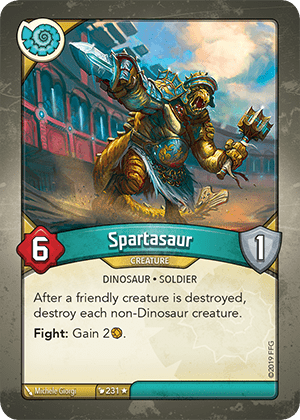 Spartasaur
CREATURE
6
1
DINOSAUR • SOLDIER
After a friendly creature is destroyed,
destroy each non-Dinosaur creature.
Fight: Gain 2
Michele Giorgi
231
©2019 FFG